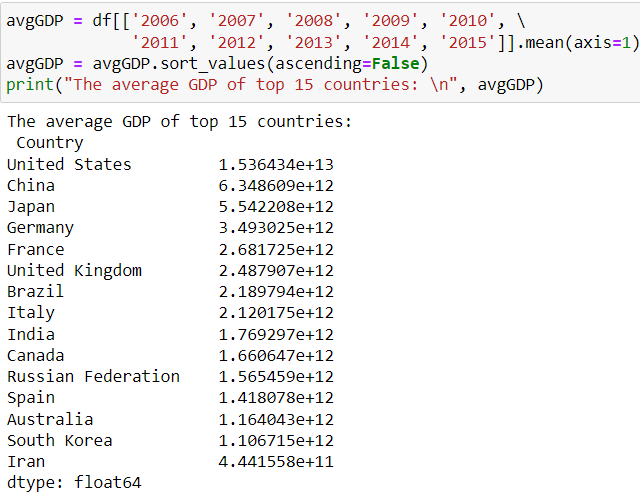 avgGDP = df[['2006', '2007', '2008', '2009', '2010', \
            '2011', '2012', '2013', '2014', '2015']].mean(axis=1)
avgGDP = avgGDP.sort_values(ascending=False)
print("The average GDP of top 15 countries: \n", avgGDP)
The average GDP of top 15 countries:
 Country
United States         1.536434e+13
China                 6.348609e+12
Japan                 5.542208e+12
Germany               3.493025e+12
France                2.681725e+12
United Kingdom        2.487907e+12
Brazil                2.189794e+12
Italy                 2.120175e+12
India                 1.769297e+12
Canada                1.660647e+12
Russian Federation    1.565459e+12
Spain                 1.418078e+12
Australia             1.164043e+12
South Korea           1.106715e+12
Iran                  4.441558e+11
dtype: float64